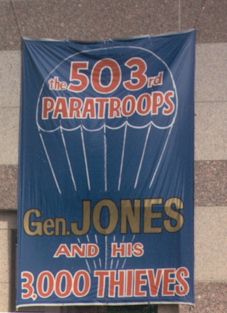 the 503rd
PARATROOPS
Gen. JONES
AND HIS
3,000 THIEVES